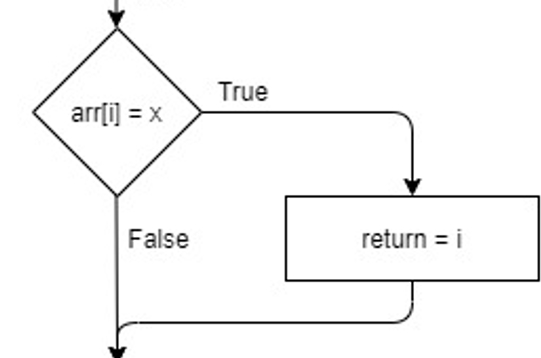 True
arr[i] = x
False
return = i